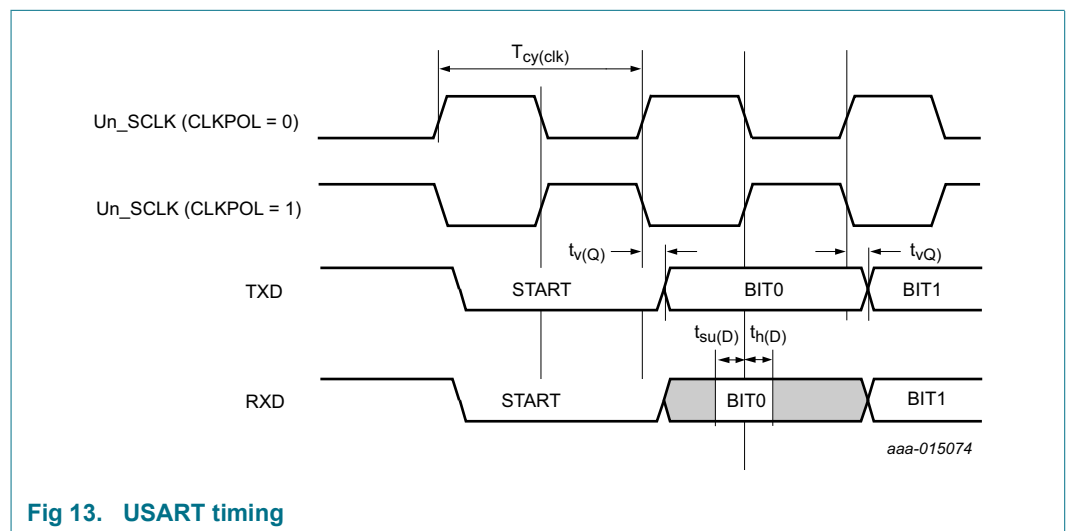 T_cy(clk)
Un_SCLK (CLKPOL = 0)
Un_SCLK (CLKPOL = 1)
t_v(Q)
t_vQ)
TXD
START
BIT0
BIT1
t_su(D)
t_h(D)
RXD
START
BIT0
BIT1
aaa-015074
Fig 13. USART timing